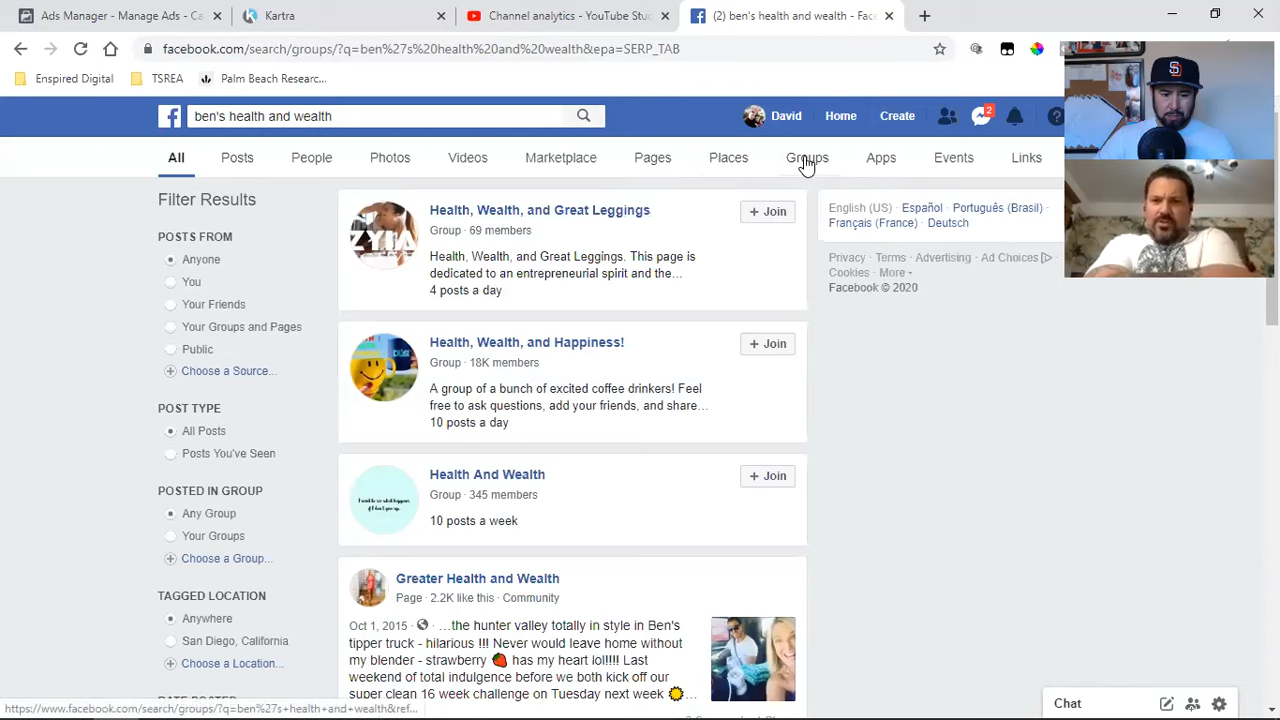 Ads Manager - Manage Ads - Ca
Kartra
Channel analytics - YouTube Stud
(2) ben's health and wealth - Face
facebook.com/search/groups/?q=ben%27s%20health%20and%20wealth&epa=SERP_TAB
Enspired Digital
TSREA
Palm Beach Researc...
ben's health and wealth
David
Home
Create
2
All
Posts
People
Photos
Videos
Marketplace
Pages
Places
Groups
Apps
Events
Links
Filter Results
POSTS FROM
Anyone
You
Your Friends
Your Groups and Pages
Public
Choose a Source...
POST TYPE
All Posts
Posts You've Seen
POSTED IN GROUP
Any Group
Your Groups
Choose a Group...
TAGGED LOCATION
Anywhere
San Diego, California
Choose a Location...
DATE POSTED
ZYIA
Health, Wealth, and Great Leggings
Group · 69 members
Health, Wealth, and Great Leggings. This page is
dedicated to an entrepreneurial spirit and the...
4 posts a day
+ Join
Health, Wealth, and Happiness!
Group · 18K members
A group of a bunch of excited coffee drinkers! Feel
free to ask questions, add your friends, and share...
10 posts a day
+ Join
Health And Wealth
Group · 345 members
10 posts a week
+ Join
Greater Health and Wealth
Page · 2.2K like this · Community
Oct 1, 2015 · ...the hunter valley totally in style in Ben's
tipper truck - hilarious !!! Never would leave home without
my blender - strawberry 🍓 has my heart lol!!!! Last
weekend of total indulgence before we both kick off our
super clean 16 week challenge on Tuesday next week
English (US) · Español · Português (Brasil) ·
Français (France) · Deutsch
Privacy · Terms · Advertising · Ad Choices
Cookies · More
Facebook © 2020
Chat
https://www.facebook.com/search/groups/?q=ben%27s+health+and+wealth&ref...